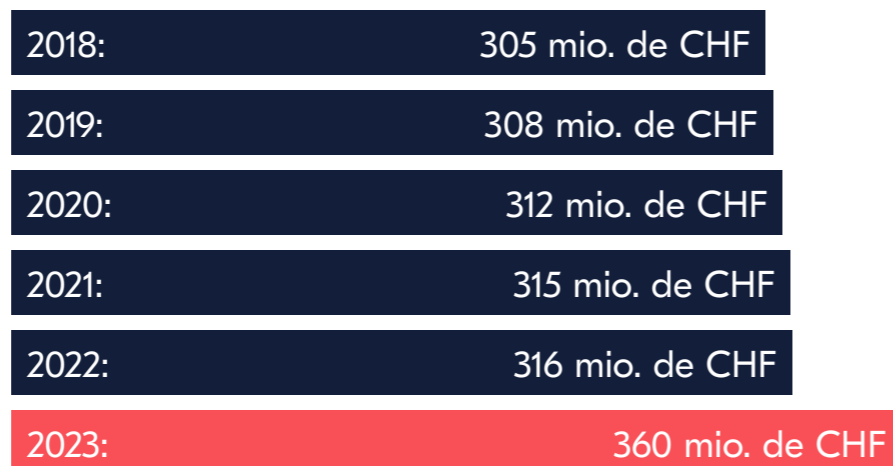 2018: 305 mio. de CHF
2019: 308 mio. de CHF
2020: 312 mio. de CHF
2021: 315 mio. de CHF
2022: 316 mio. de CHF
2023: 360 mio. de CHF